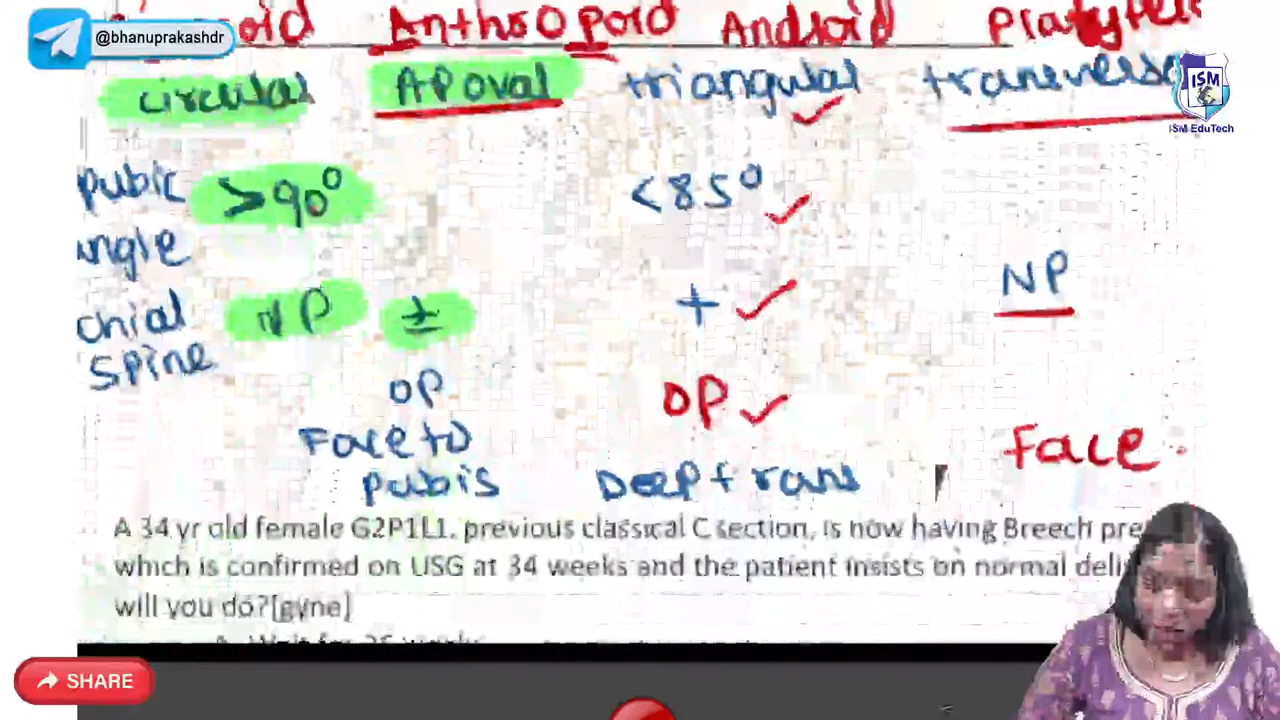 @bhanuprakashdr
oid Anthropoid Android Platypell
circular AP oval triangular transverse
ISM
ISM EduTech
pubic >90° <85°
angle
NP
chial NP ± +
spine
OP OP
Face to Face
pubis Deep trans
A 34 yr old female G2P1L1, previous classical C section, is now having Breech pre
which is confirmed on USG at 34 weeks and the patient insists on normal deli
will you do?[gyne]
SHARE